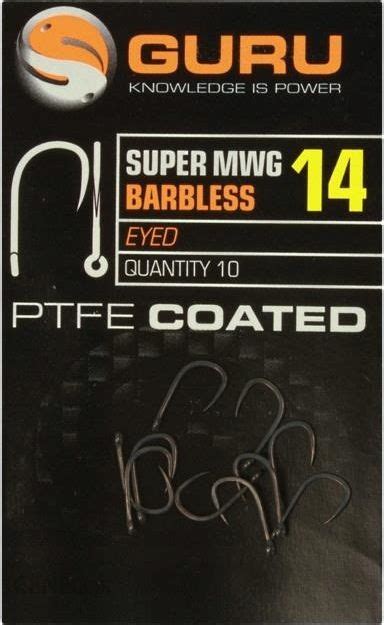 GURU
KNOWLEDGE IS POWER
SUPER MWG
BARBLESS
14
EYED
QUANTITY 10
PTFE COATED